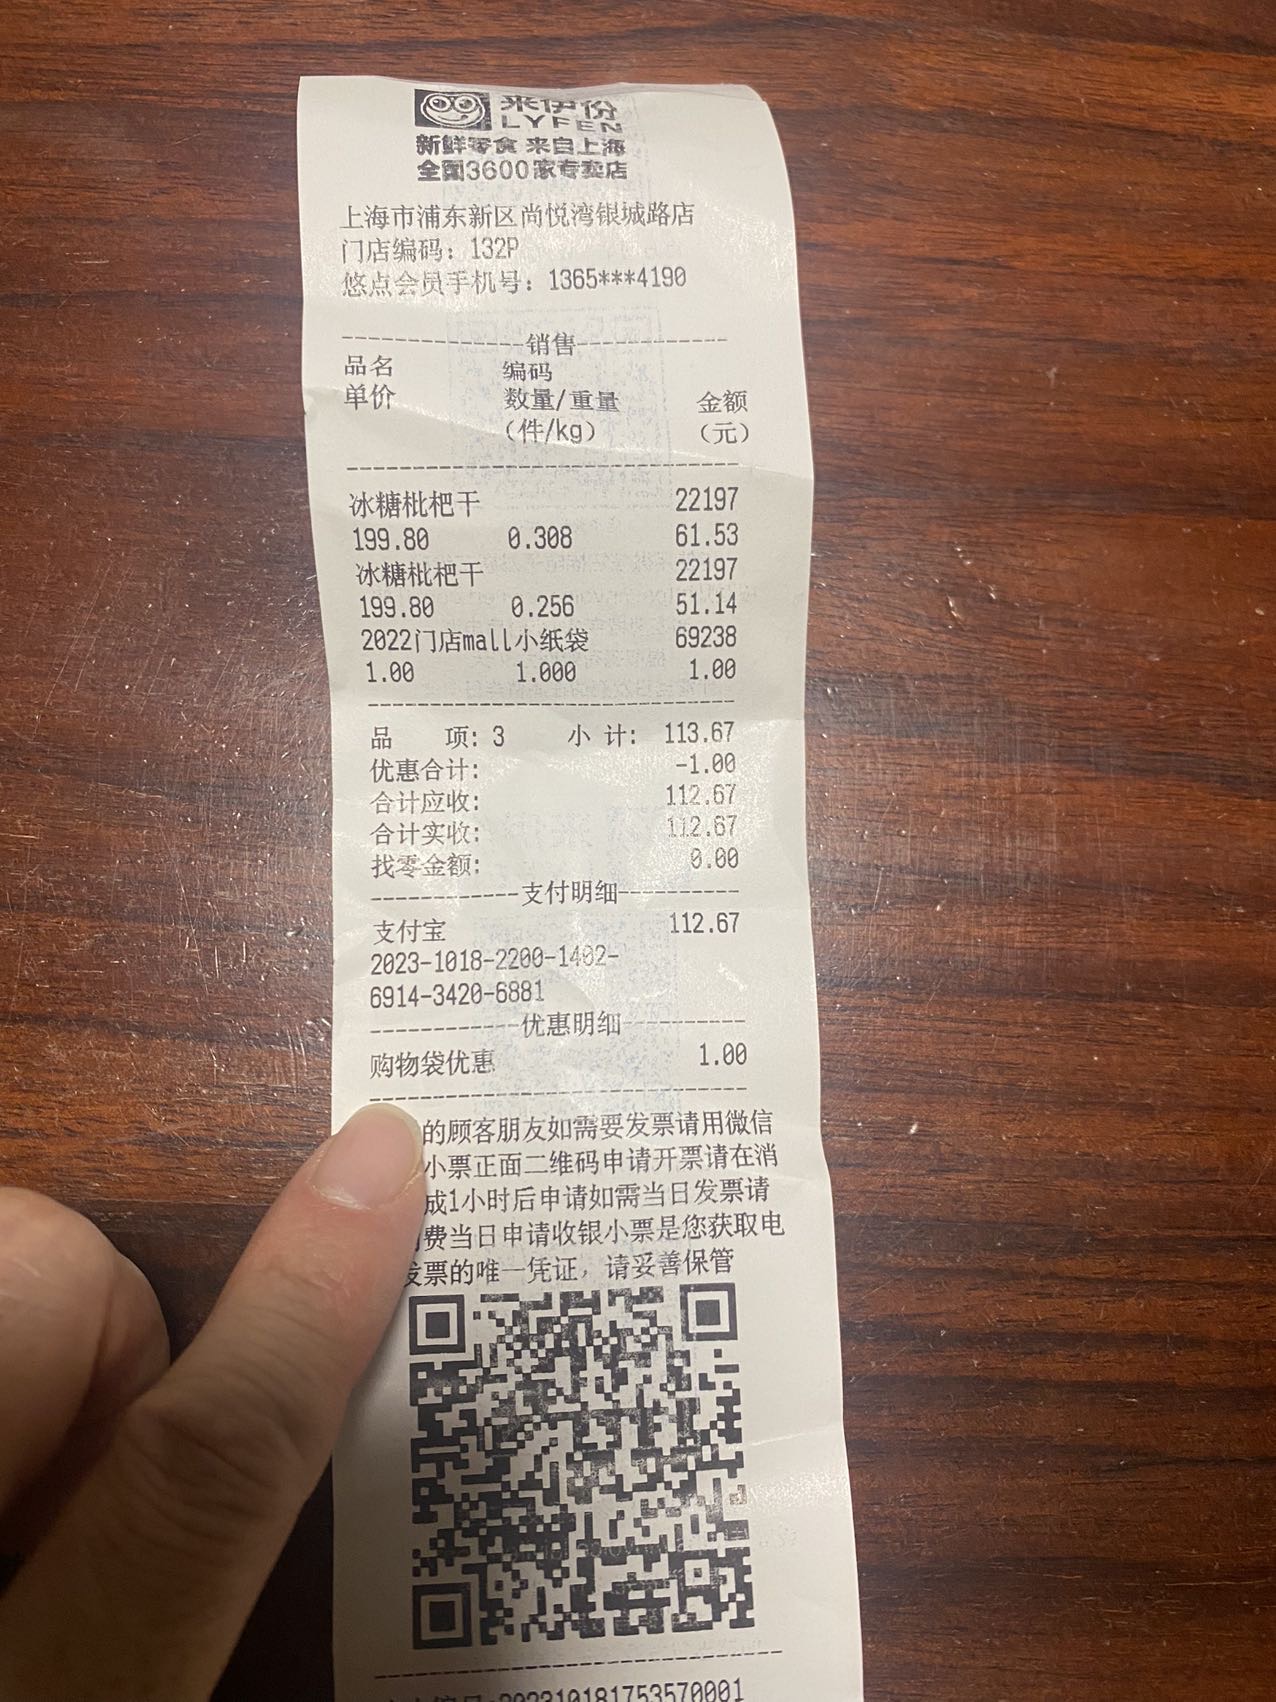 来伊份
LYFEN
新鲜零食 来自上海
全国3600家专卖店
上海市浦东新区尚悦湾银城路店
门店编码：132P
悠点会员手机号：1365***4190
--------------销售------------
品名 编码
单价 数量/重量 金额
（件/kg） （元）
冰糖枇杷干 22197
199.80 0.308 61.53
冰糖枇杷干 22197
199.80 0.256 51.14
2022门店mall小纸袋 69238
1.00 1.000 1.00
品 项: 3 小 计: 113.67
优惠合计: -1.00
合计应收: 112.67
合计实收: 112.67
找零金额: 0.00
------------支付明细----------
支付宝 112.67
2023-1018-2200-1402-
6914-3420-6881
------------优惠明细----------
购物袋优惠 1.00
的顾客朋友如需要发票请用微信
小票正面二维码申请开票请在消
成1小时后申请如需当日发票请
费当日申请收银小票是您获取电
发票的唯一凭证，请妥善保管
:202310181753570001